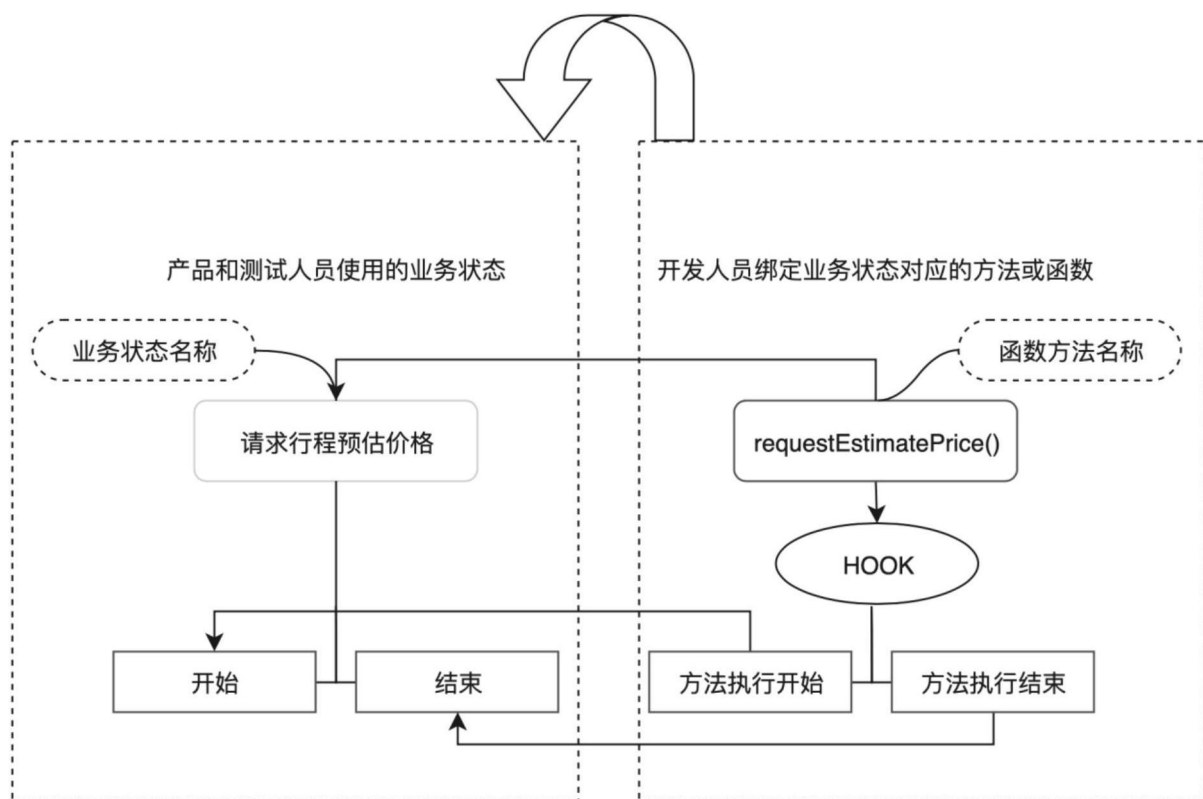 产品和测试人员使用的业务状态
开发人员绑定业务状态对应的方法或函数
业务状态名称
函数方法名称
请求行程预估价格
requestEstimatePrice()
HOOK
开始
结束
方法执行开始
方法执行结束